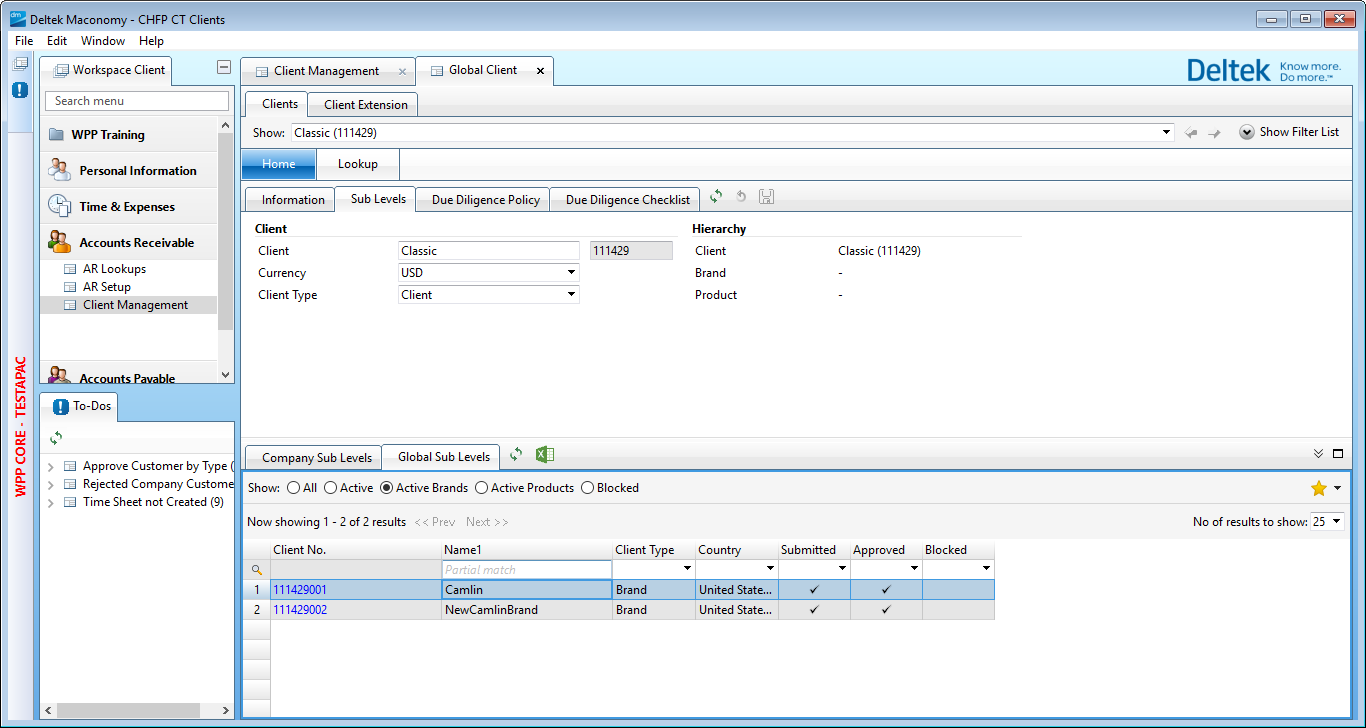 Deltek Maconomy - CHFP CT Clients
File Edit Window Help
Workspace Client
Search menu
WPP Training
Personal Information
Time & Expenses
Accounts Receivable
AR Lookups
AR Setup
Client Management
Accounts Payable
WPP CORE - TESTAPAC
To-Dos
Approve Customer by Type (
Rejected Company Custome
Time Sheet not Created (9)
Client Management Global Client
Deltek Know more.
Do more.™
Clients Client Extension
Show: Classic (111429) Show Filter List
Home Lookup
Information Sub Levels Due Diligence Policy Due Diligence Checklist
Client Hierarchy
Client Classic 111429 Client Classic (111429)
Currency USD Brand -
Client Type Client Product -
Company Sub Levels Global Sub Levels
Show: All Active Active Brands Active Products Blocked
Now showing 1 - 2 of 2 results << Prev Next >> No of results to show: 25
Client No. Name1 Client Type Country Submitted Approved Blocked
Partial match
1 111429001 Camlin Brand United State... ✓ ✓
2 111429002 NewCamlinBrand Brand United State... ✓ ✓